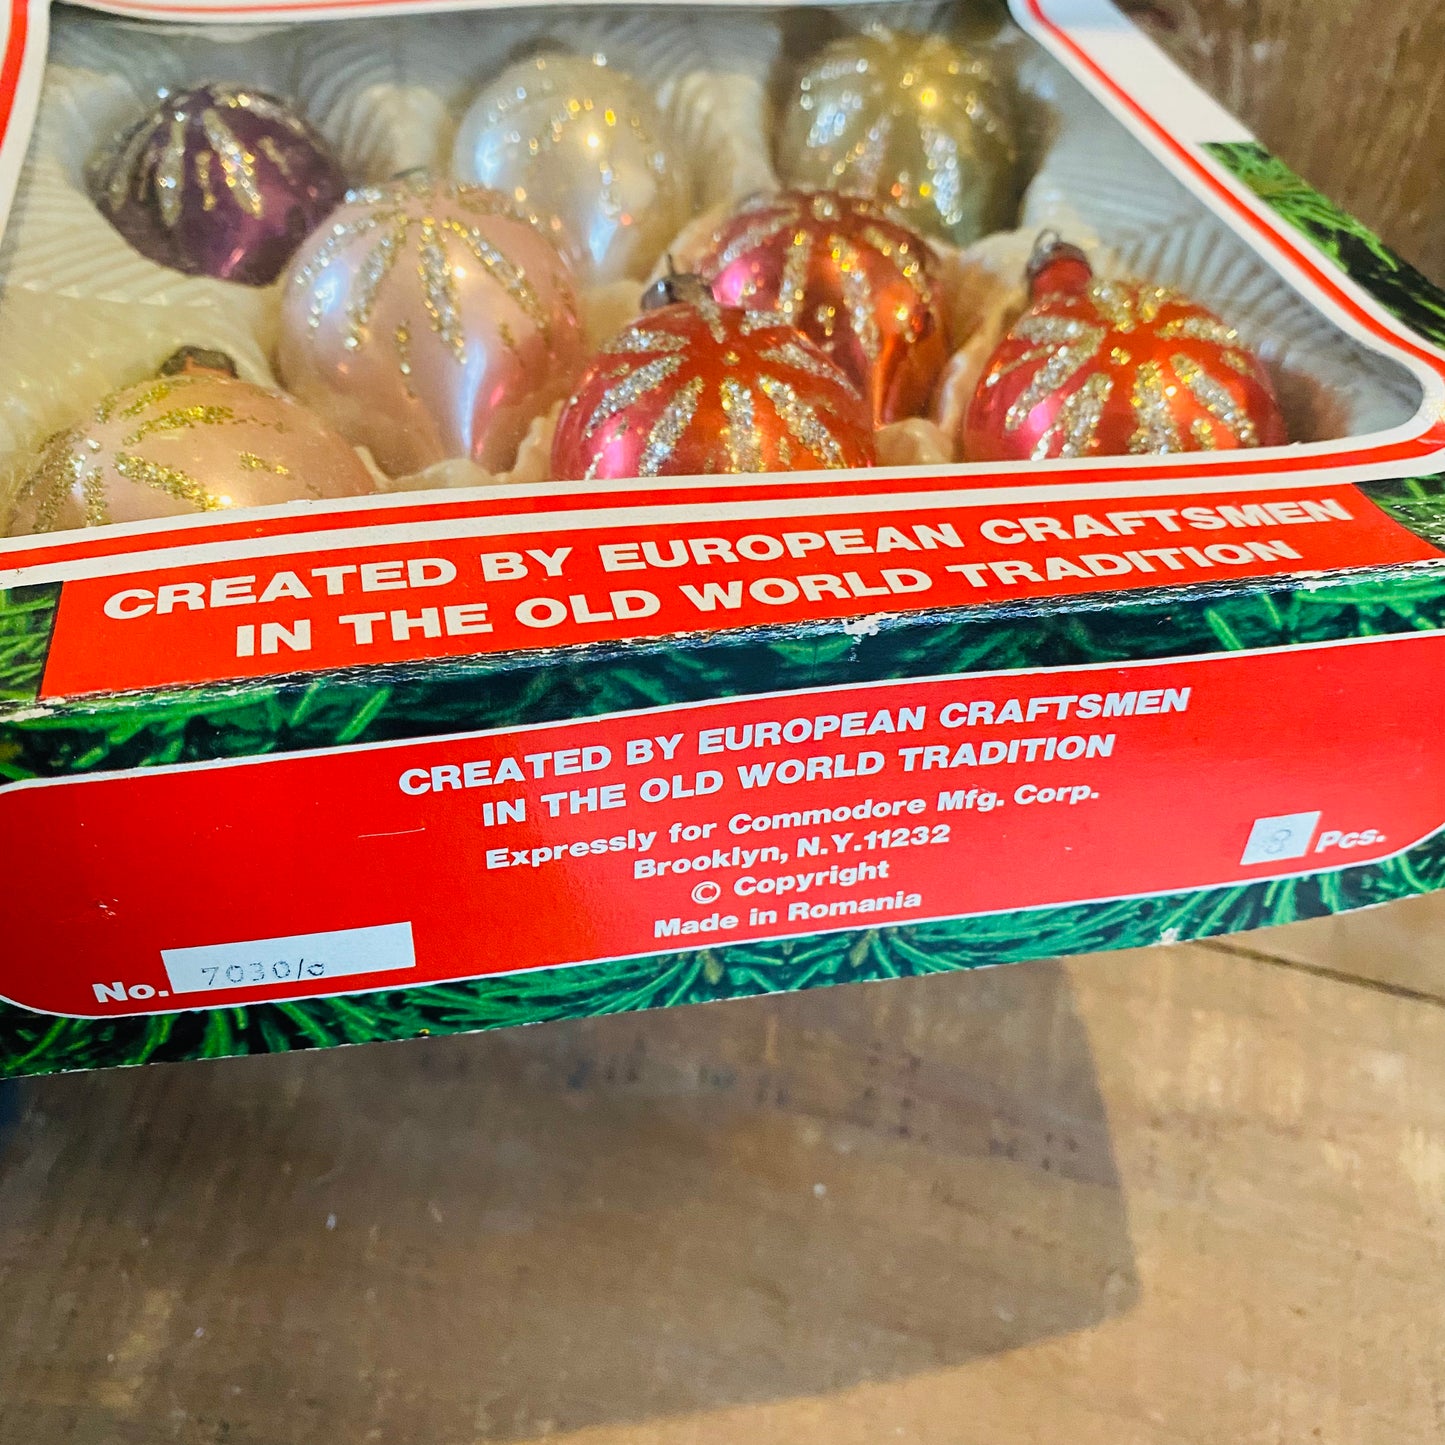 CREATED BY EUROPEAN CRAFTSMEN
IN THE OLD WORLD TRADITION
CREATED BY EUROPEAN CRAFTSMEN
IN THE OLD WORLD TRADITION
Expressly for Commodore Mfg. Corp.
Brooklyn, N.Y.11232
© Copyright
Made in Romania
8 Pcs.
No. 7030/o